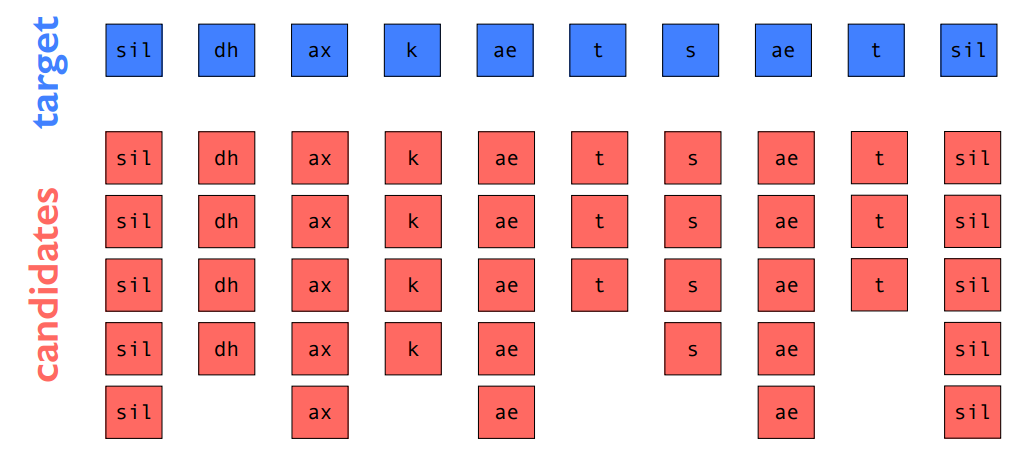 target
sil dh ax k ae t s ae t sil
candidates
sil dh ax k ae t s ae t sil
sil dh ax k ae t s ae t sil
sil dh ax k ae t s ae t sil
sil dh ax k ae s ae sil
sil ax ae ae sil